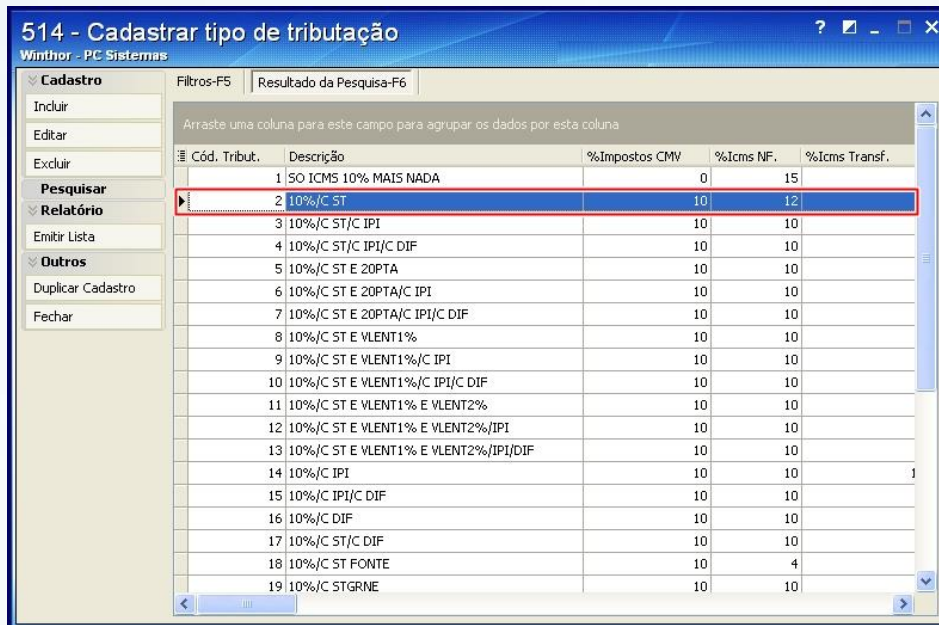 514 - Cadastrar tipo de tributação
Winthor - PC Sistemas
Cadastro
Incluir
Editar
Excluir
Pesquisar
Relatório
Emitir Lista
Outros
Duplicar Cadastro
Fechar
Filtros-F5 Resultado da Pesquisa-F6
Arraste uma coluna para este campo para agrupar os dados por esta coluna
Cód. Tribut. Descrição %Impostos CMV %Icms NF. %Icms Transf.
1 SO ICMS 10% MAIS NADA 0 15
2 10%/C ST 10 12
3 10%/C ST/C IPI 10 10
4 10%/C ST/C IPI/C DIF 10 10
5 10%/C ST E 20PTA 10 10
6 10%/C ST E 20PTA/C IPI 10 10
7 10%/C ST E 20PTA/C IPI/C DIF 10 10
8 10%/C ST E VLENT1% 10 10
9 10%/C ST E VLENT1%/C IPI 10 10
10 10%/C ST E VLENT1%/C IPI/C DIF 10 10
11 10%/C ST E VLENT1% E VLENT2% 10 10
12 10%/C ST E VLENT1% E VLENT2%/IPI 10 10
13 10%/C ST E VLENT1% E VLENT2%/IPI/DIF 10 10
14 10%/C IPI 10 10 1
15 10%/C IPI/C DIF 10 10
16 10%/C DIF 10 10
17 10%/C ST/C DIF 10 10
18 10%/C ST FONTE 10 4
19 10%/C STGRNE 10 10